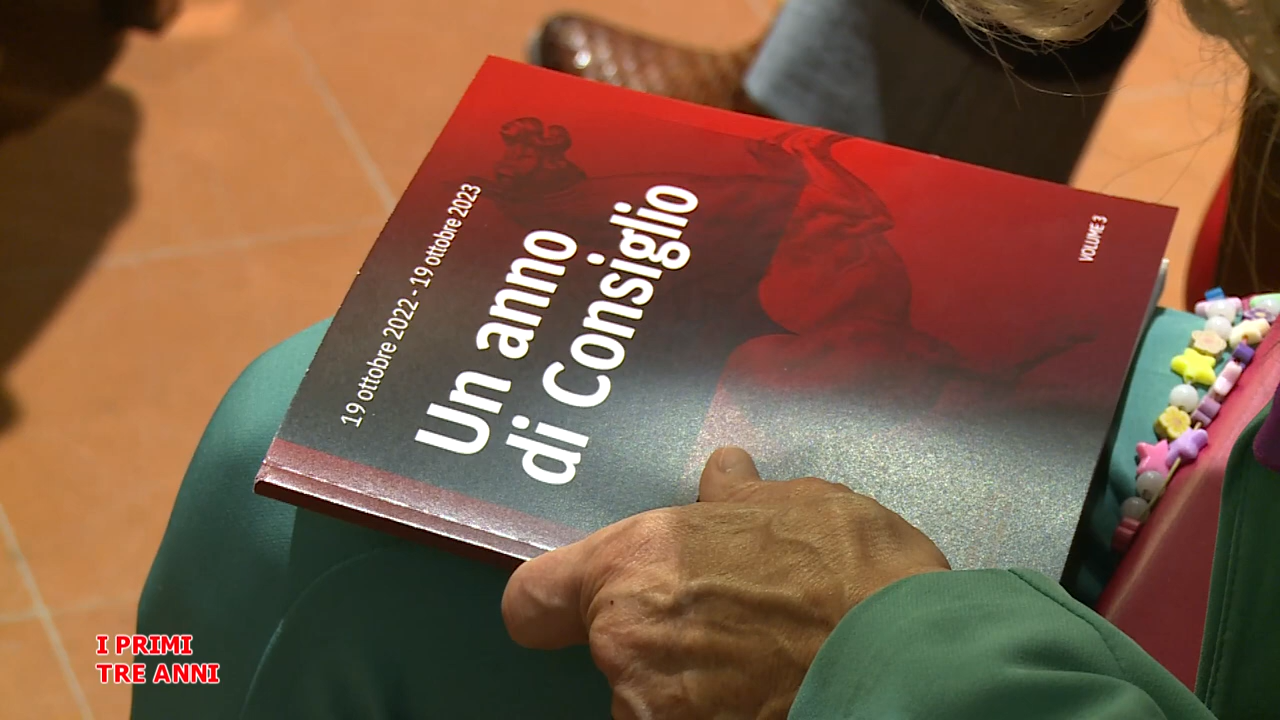 19 ottobre 2022 - 19 ottobre 2023
Un anno
di Consiglio
VOLUME 3
I PRIMI
TRE ANNI